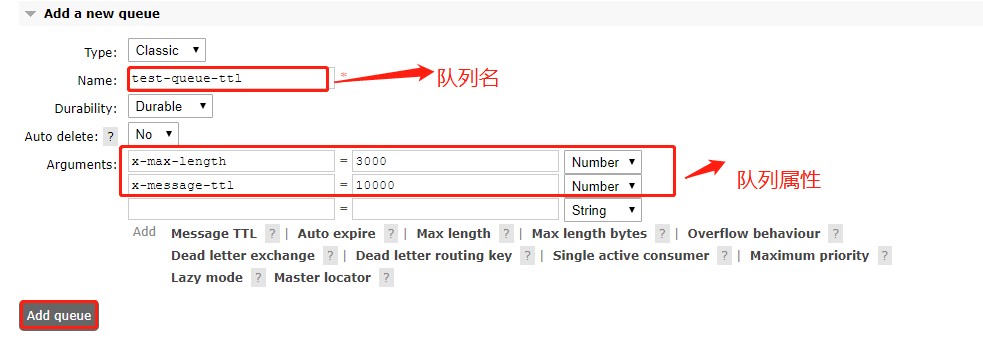 Add a new queue
Type: Classic
Name: test-queue-ttl * 队列名
Durability: Durable
Auto delete: ? No
Arguments: x-max-length = 3000 Number
x-message-ttl = 10000 Number
队列属性
= String
Add Message TTL ? | Auto expire ? | Max length ? | Max length bytes ? | Overflow behaviour ?
Dead letter exchange ? | Dead letter routing key ? | Single active consumer ? | Maximum priority ?
Lazy mode ? Master locator ?
Add queue